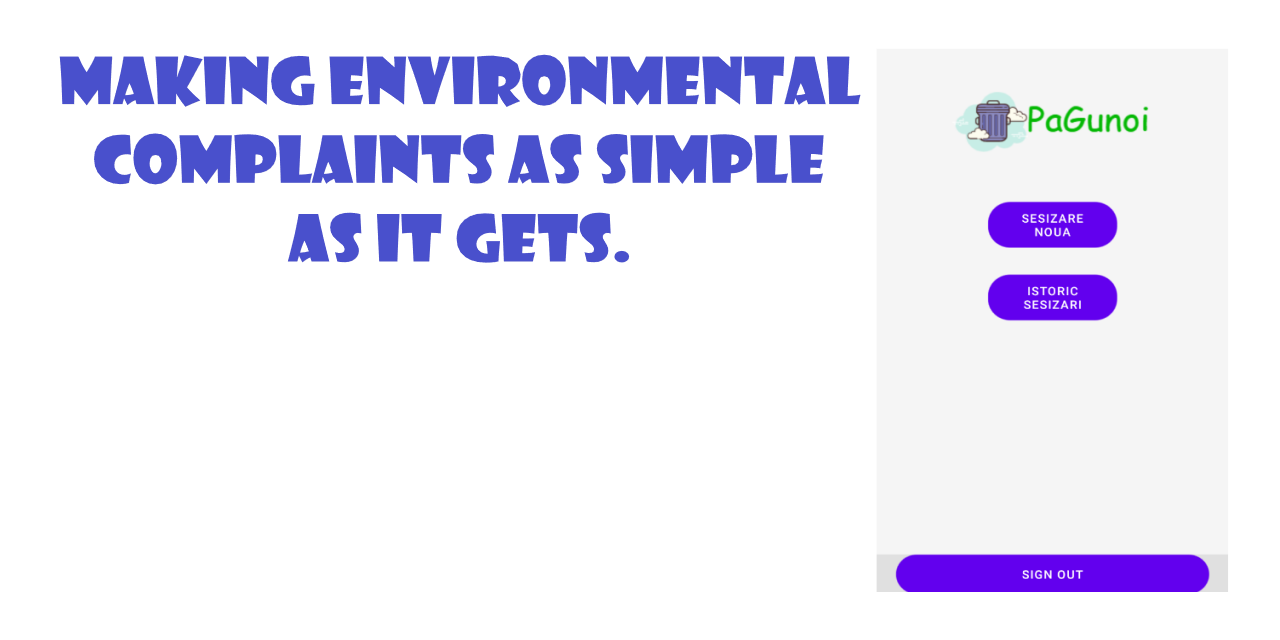 MAKING ENVIRONMENTAL
COMPLAINTS AS SIMPLE
AS IT GETS.
PaGunoi
SESIZARE
NOUA
ISTORIC
SESIZARI
SIGN OUT